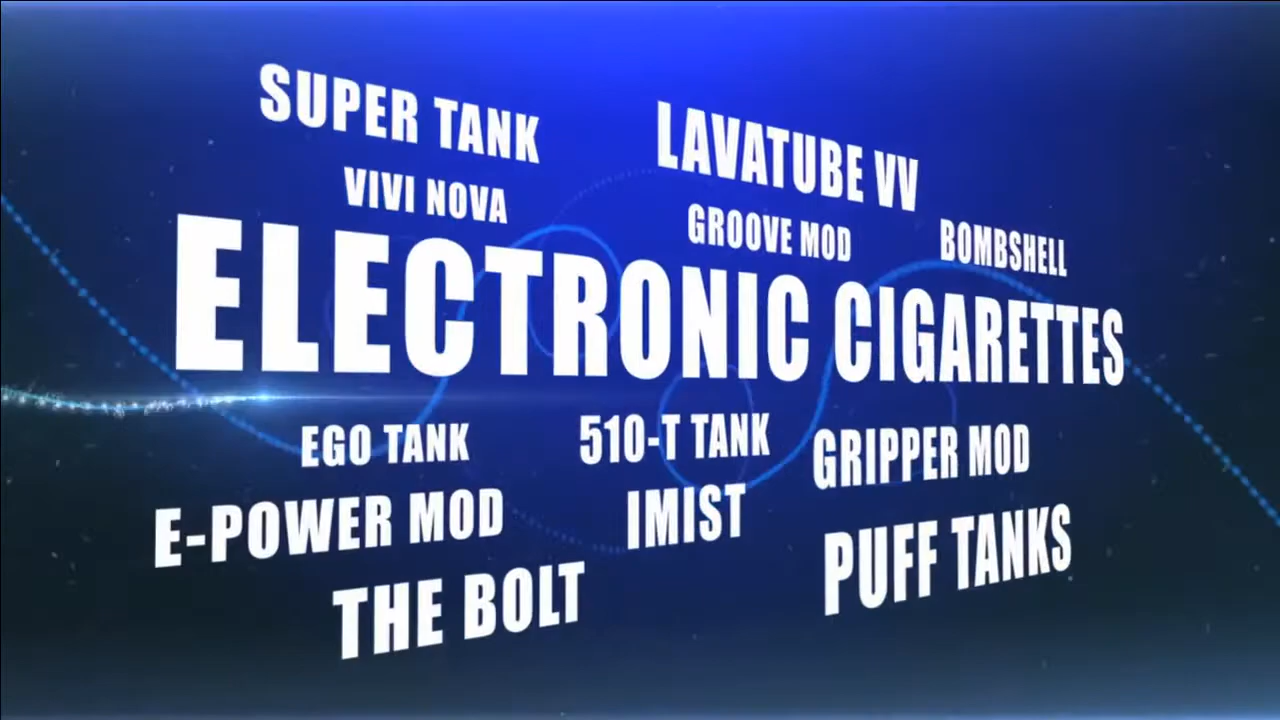 SUPER TANK
LAVATUBE VV
VIVI NOVA
GROOVE MOD
BOMBSHELL
ELECTRONIC CIGARETTES
EGO TANK
510-T TANK
GRIPPER MOD
E-POWER MOD
IMIST
PUFF TANKS
THE BOLT